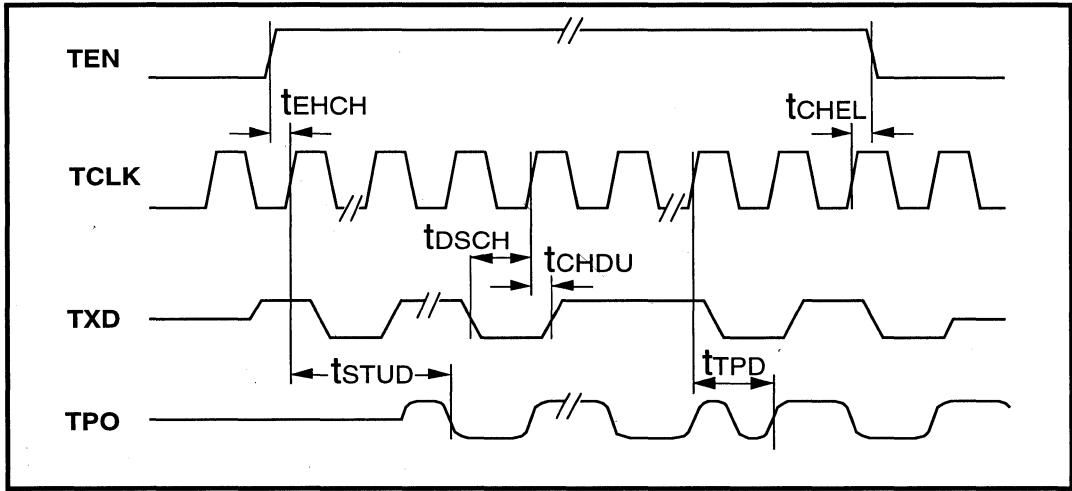 TEN
tEHCH
tCHEL
TCLK
tDSCH
tCHDU
TXD
tSTUD
tTPD
TPO